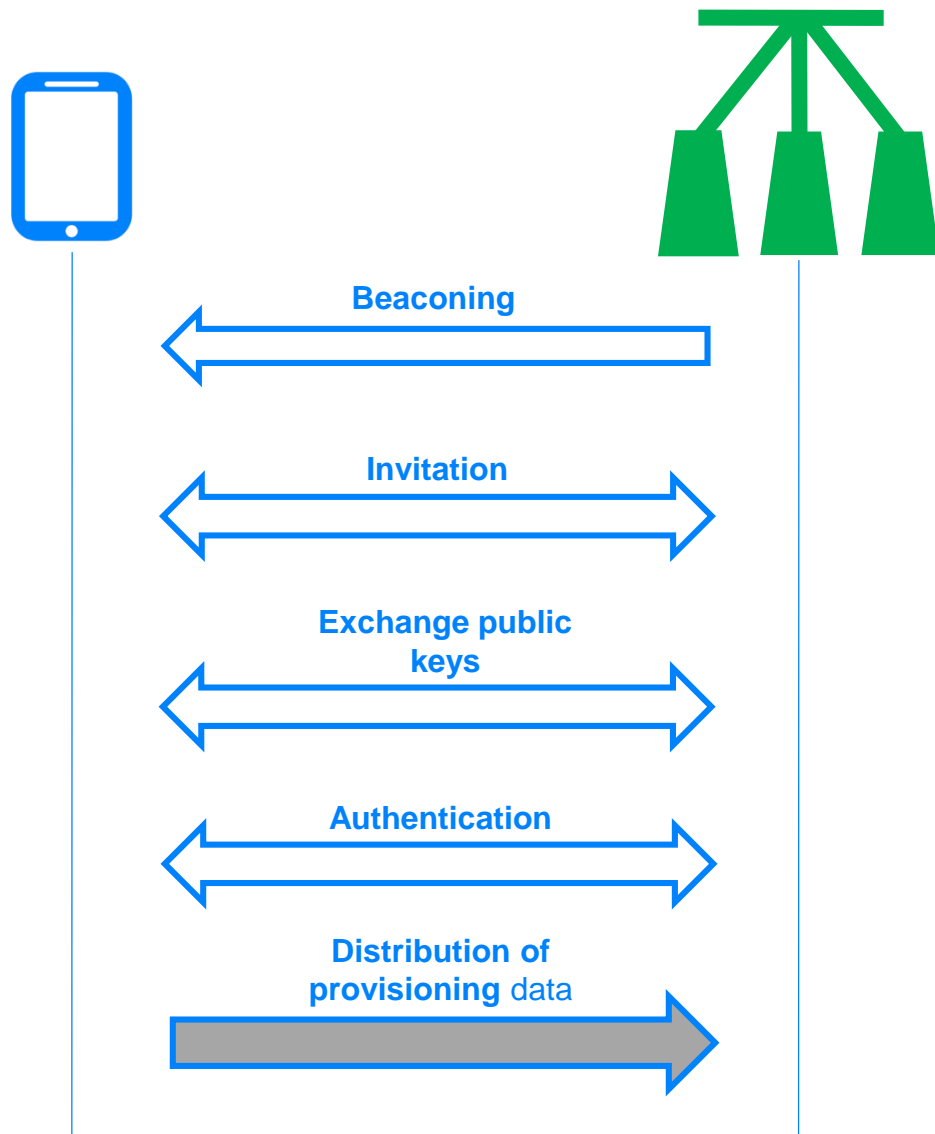 Beaconing
Invitation
Exchange public
keys
Authentication
Distribution of
provisioning data